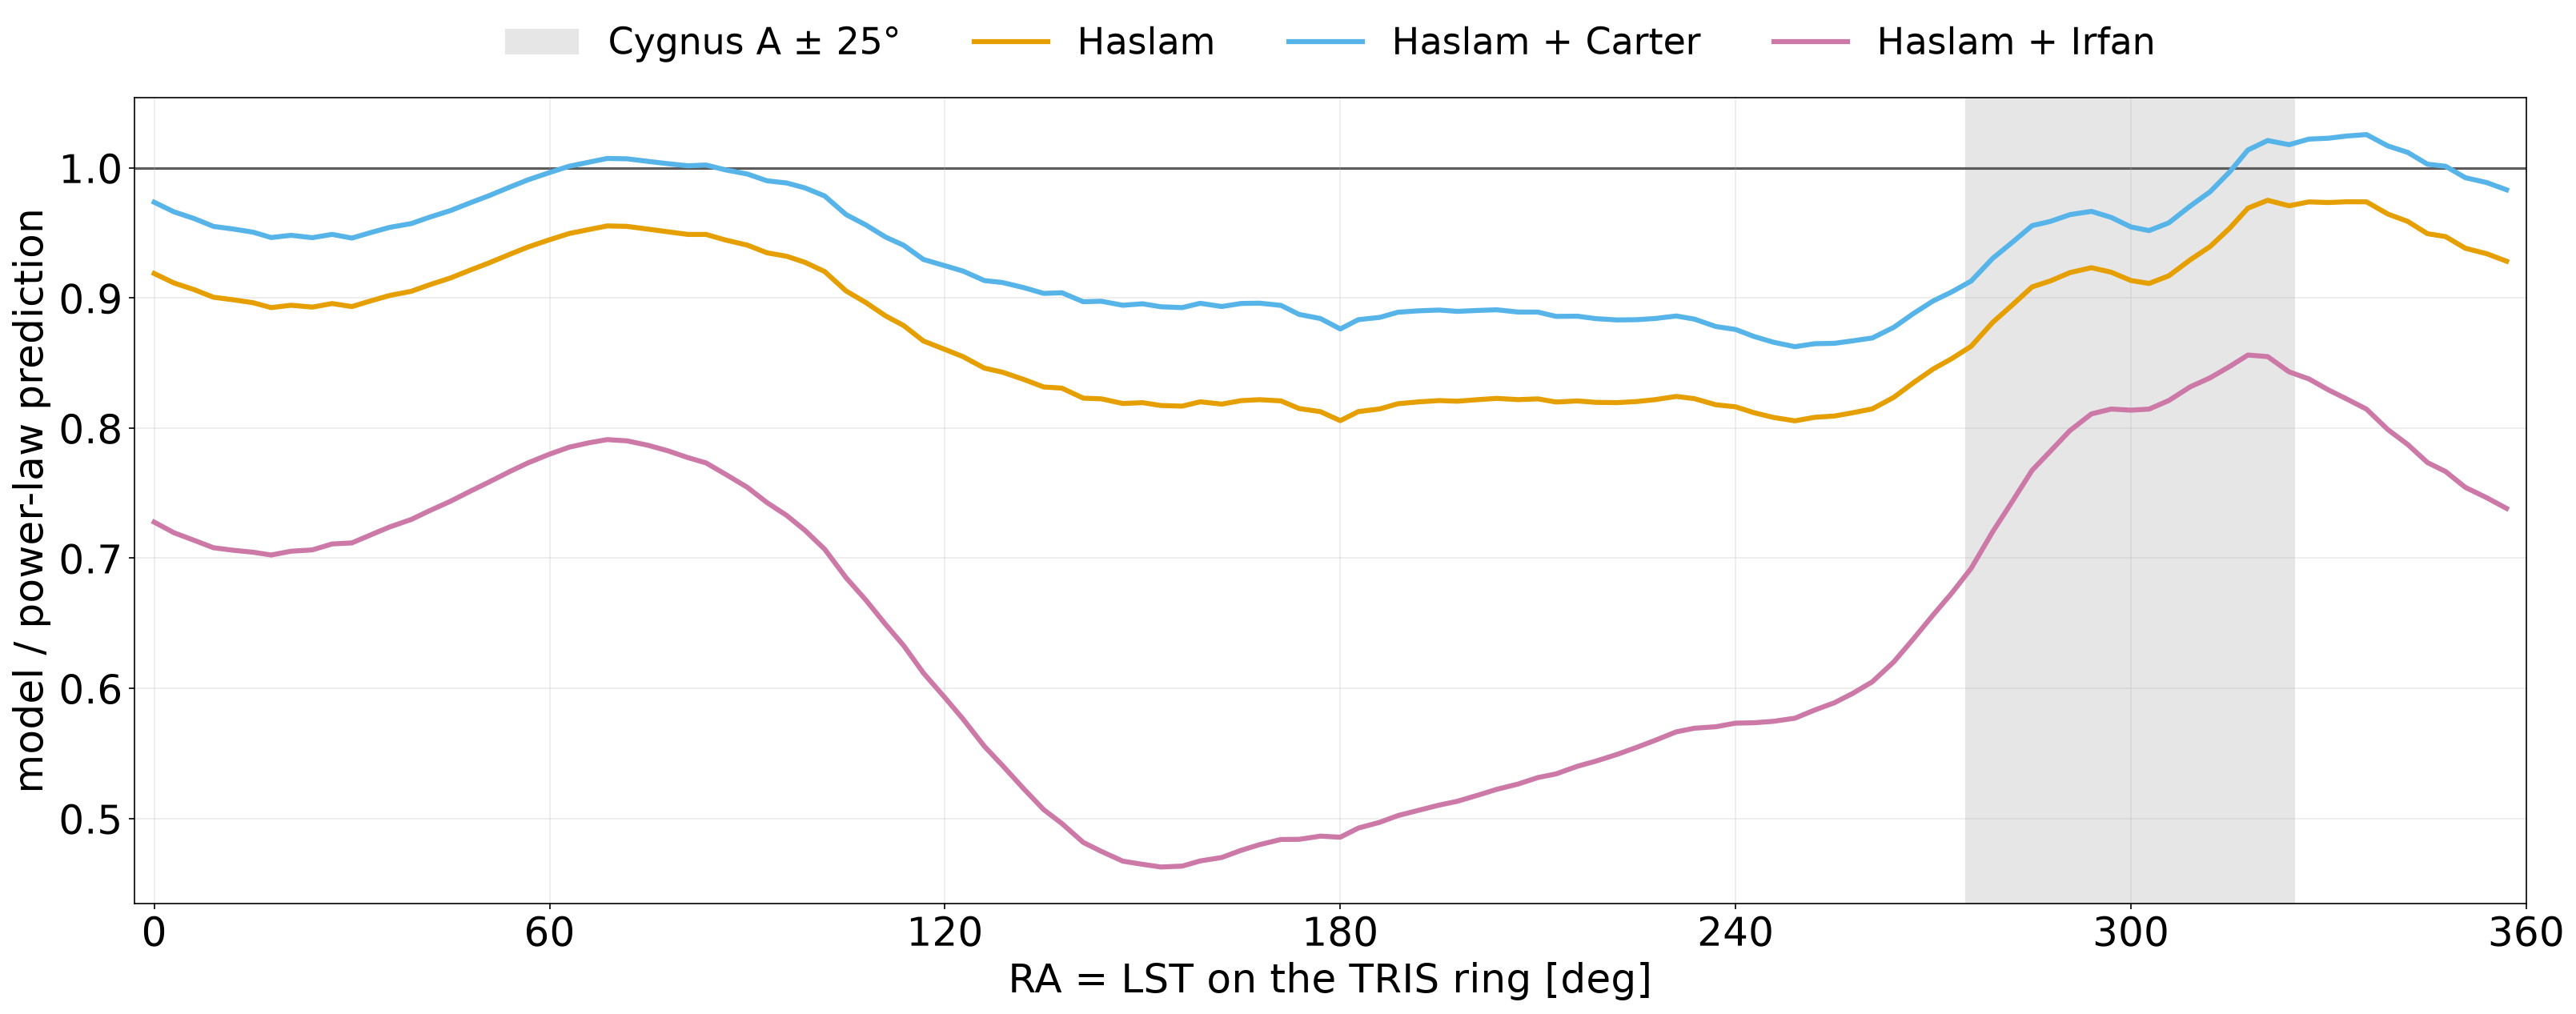 Cygnus A ± 25° Haslam Haslam + Carter Haslam + Irfan
model / power-law prediction
1.0
0.9
0.8
0.7
0.6
0.5
0 60 120 180 240 300 360
RA = LST on the TRIS ring [deg]